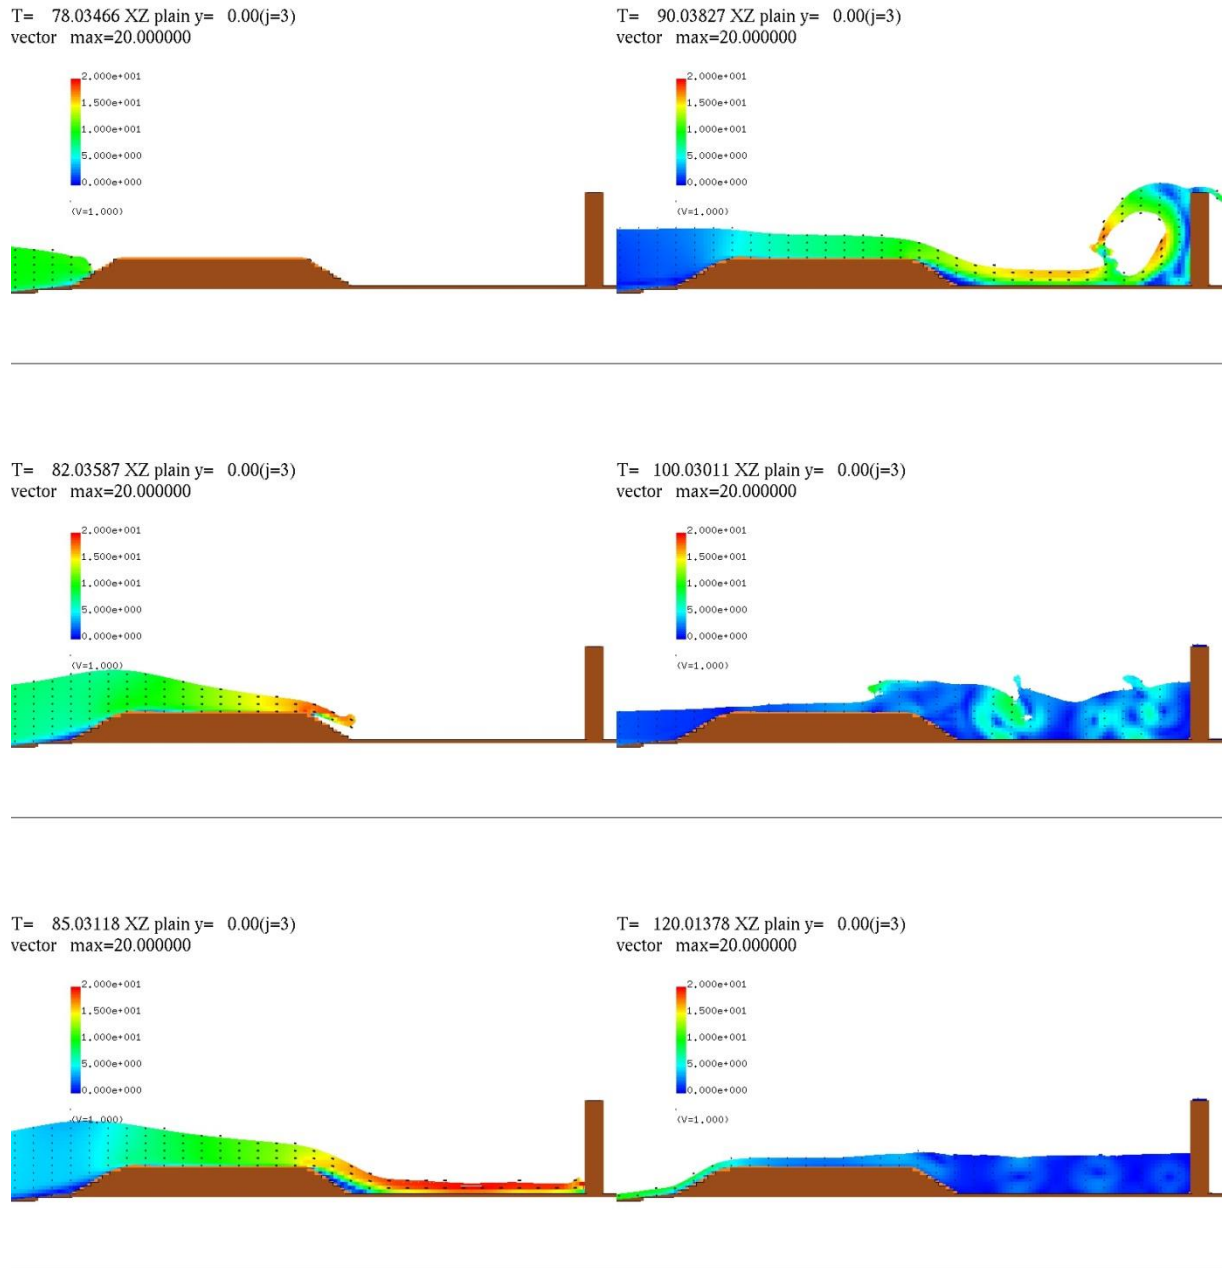 T= 78.03466 XZ plain y= 0.00(j=3)
vector max=20.000000
2.000e+001
1.500e+001
1.000e+001
5.000e+000
0.000e+000
(V=1.000)
T= 90.03827 XZ plain y= 0.00(j=3)
vector max=20.000000
2.000e+001
1.500e+001
1.000e+001
5.000e+000
0.000e+000
(V=1.000)
T= 82.03587 XZ plain y= 0.00(j=3)
vector max=20.000000
2.000e+001
1.500e+001
1.000e+001
5.000e+000
0.000e+000
(V=1.000)
T= 100.03011 XZ plain y= 0.00(j=3)
vector max=20.000000
2.000e+001
1.500e+001
1.000e+001
5.000e+000
0.000e+000
(V=1.000)
T= 85.03118 XZ plain y= 0.00(j=3)
vector max=20.000000
2.000e+001
1.500e+001
1.000e+001
5.000e+000
0.000e+000
(V=1.000)
T= 120.01378 XZ plain y= 0.00(j=3)
vector max=20.000000
2.000e+001
1.500e+001
1.000e+001
5.000e+000
0.000e+000
(V=1.000)